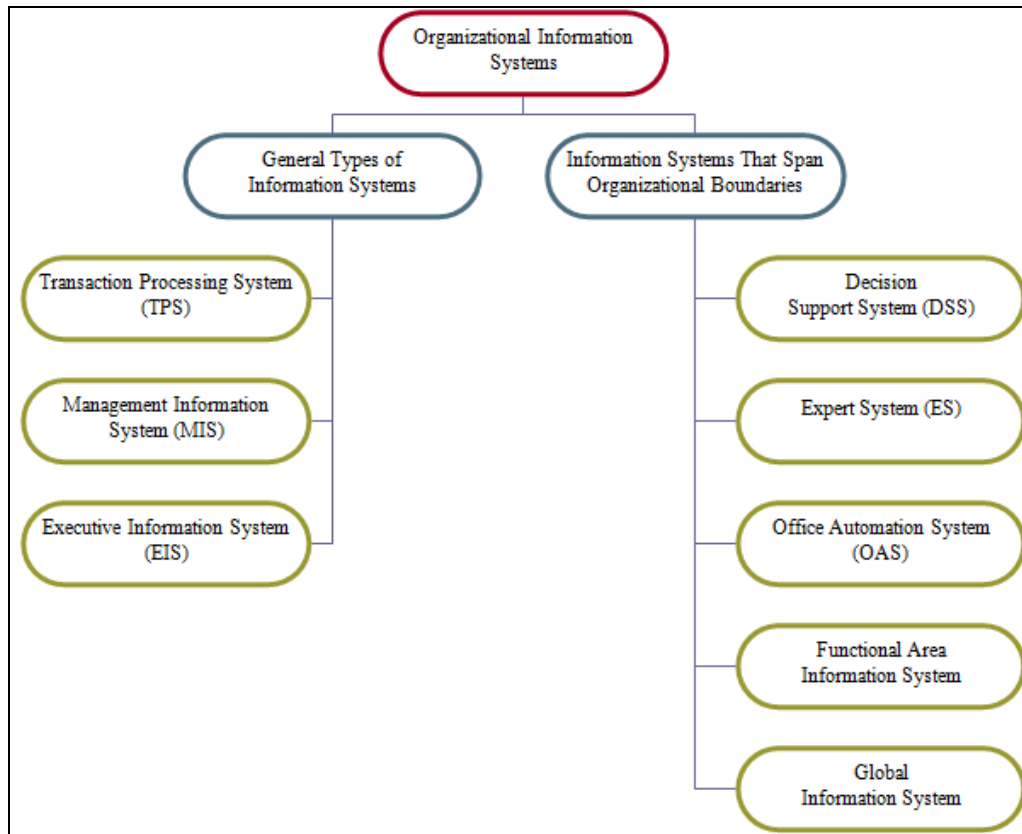 Organizational Information
Systems
General Types of
Information Systems
Information Systems That Span
Organizational Boundaries
Transaction Processing System
(TPS)
Management Information
System (MIS)
Executive Information System
(EIS)
Decision
Support System (DSS)
Expert System (ES)
Office Automation System
(OAS)
Functional Area
Information System
Global
Information System